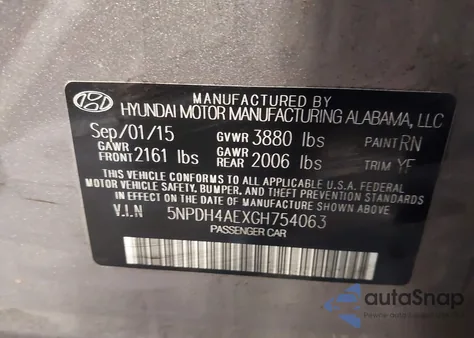 MANUFACTURED BY
HYUNDAI MOTOR MANUFACTURING ALABAMA, LLC
Sep/01/15 GVWR 3880 lbs PAINT RN
GAWR FRONT 2161 lbs GAWR REAR 2006 lbs TRIM YF
THIS VEHICLE CONFORMS TO ALL APPLICABLE U.S.A. FEDERAL
MOTOR VEHICLE SAFETY, BUMPER, AND THEFT PREVENTION STANDARDS
IN EFFECT ON THE DATE OF MANUFACTURE SHOWN ABOVE.
V.I.N 5NPDH4AEXGH754063
PASSENGER CAR
autoSnap